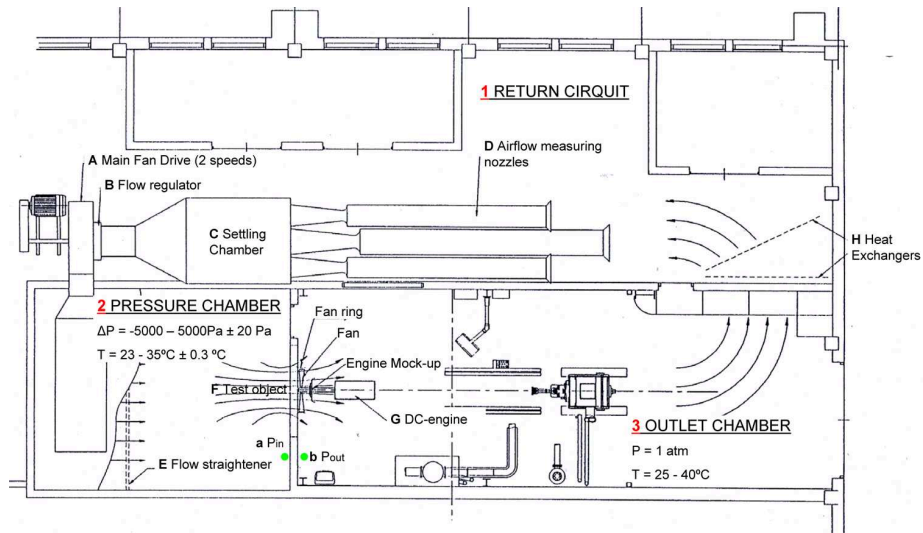 1 RETURN CIRQUIT
A Main Fan Drive (2 speeds)
B Flow regulator
C Settling
Chamber
D Airflow measuring
nozzles
H Heat
Exchangers
2 PRESSURE CHAMBER
ΔP = -5000 – 5000Pa ± 20 Pa
T = 23 - 35ºC ± 0.3 ºC
Fan ring
Fan
Engine Mock-up
F Test object
G DC-engine
a Pin
b Pout
E Flow straightener
3 OUTLET CHAMBER
P = 1 atm
T = 25 - 40ºC